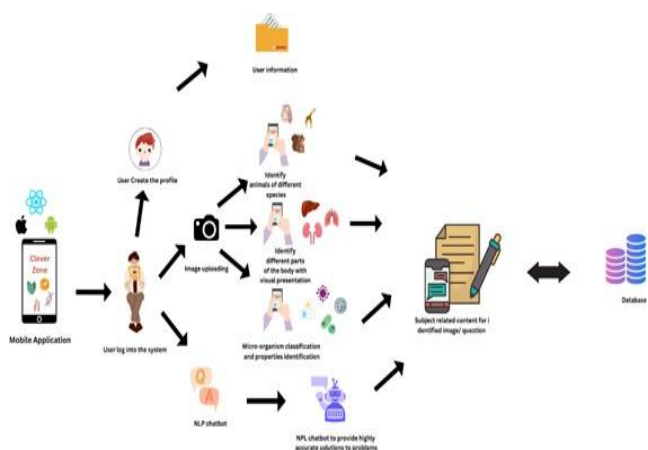 User information
User Create the profile
Identify
animals of different
species
Clever
Zone
Image uploading
Identify
different parts
of the body with
visual presentation
Subject related content for i
dentified image/ question
Database
Mobile Application
User log into the system
Micro-organism classification
and properties identification
Q
A
NLP chatbot
NPL chatbot to provide highly
accurate solutions to problems